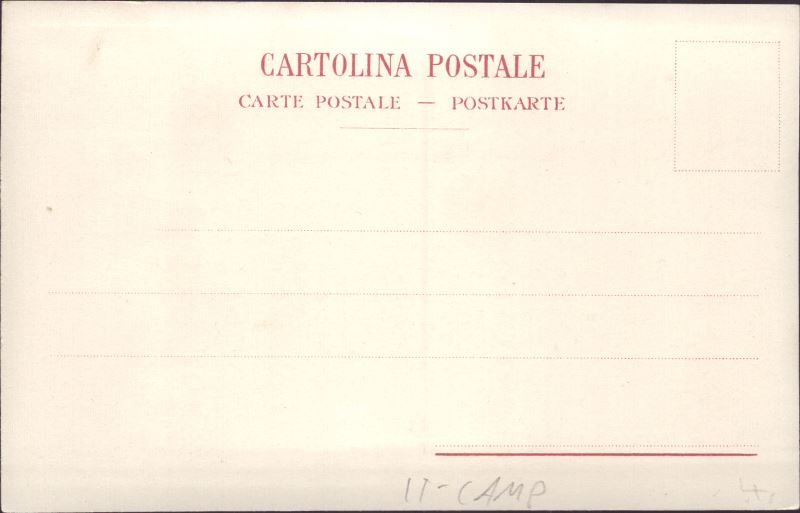 CARTOLINA POSTALE
CARTE POSTALE — POSTKARTE
IT-CAMP